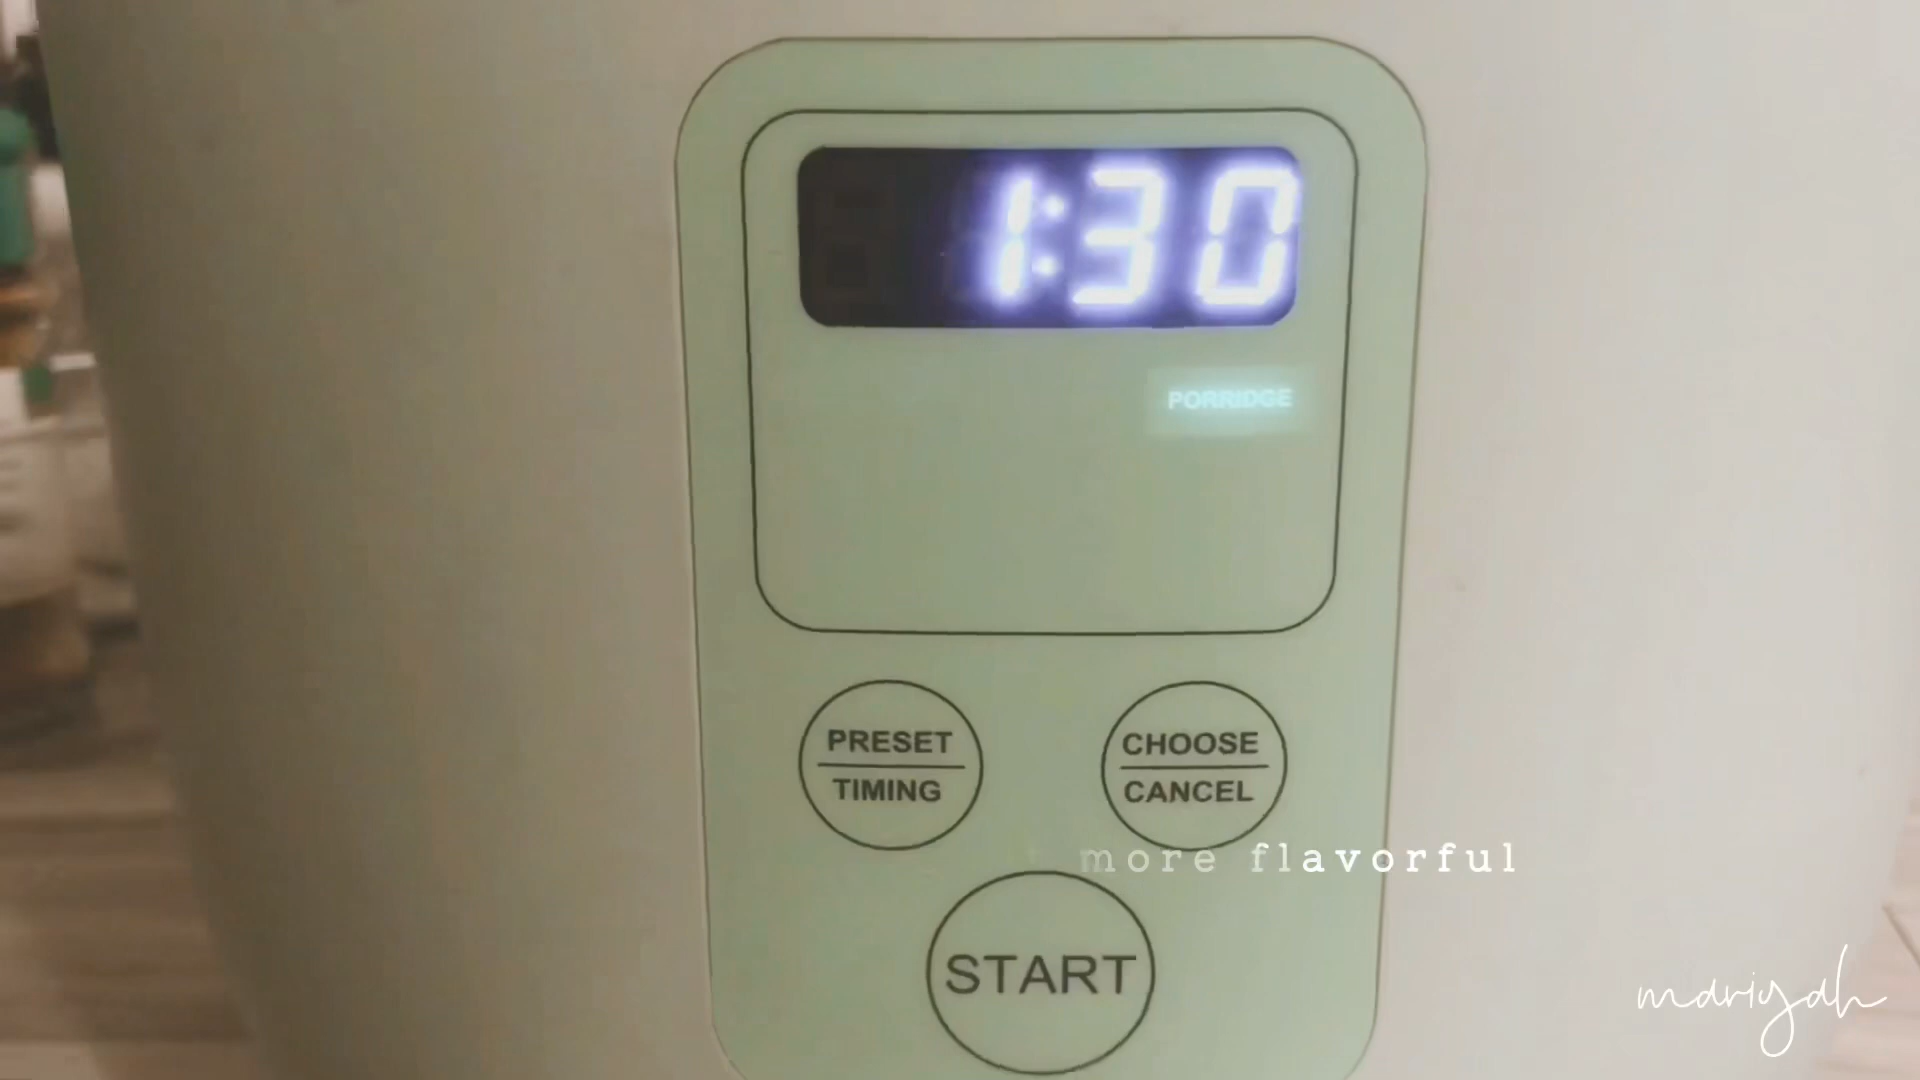 1:30
PORRIDGE
PRESET
TIMING
CHOOSE
CANCEL
more flavorful
START
mariyah